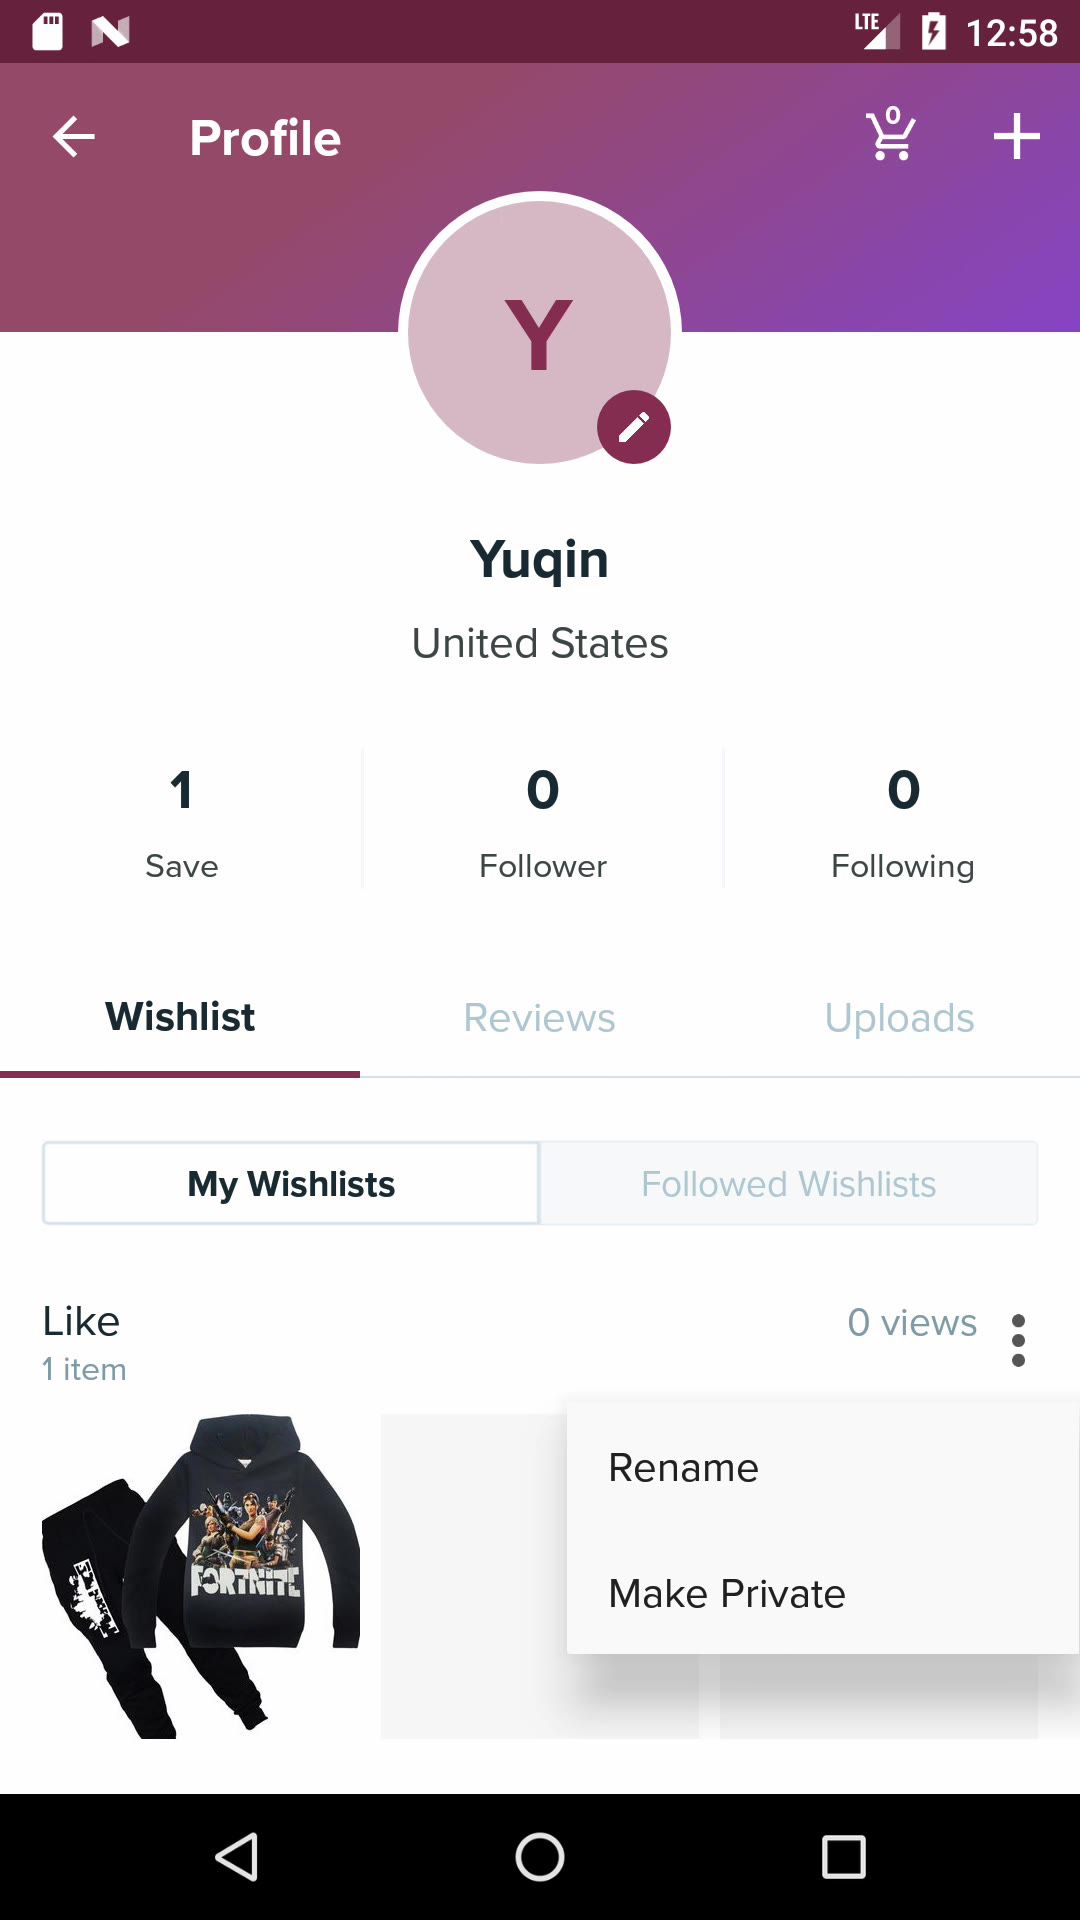 LTE 12:58
Profile
0
Y
Yuqin
United States
1 0 0
Save Follower Following
Wishlist Reviews Uploads
My Wishlists Followed Wishlists
Like 0 views
1 item
Rename
Make Private
FORTNITE